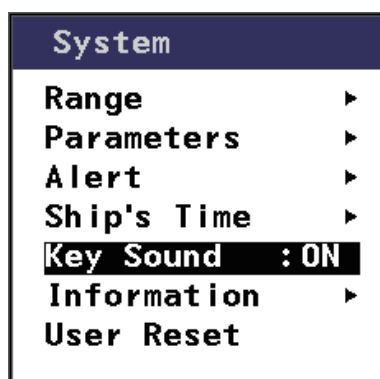 System
Range
Parameters
Alert
Ship's Time
Key Sound :ON
Information
User Reset